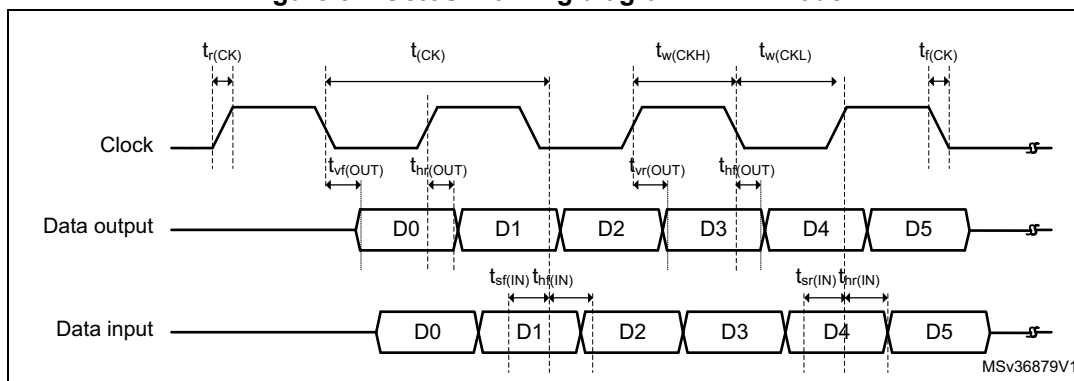 tr(CK) t(CK) tw(CKH) tw(CKL) tf(CK)
Clock
tvf(OUT) thr(OUT) tvr(OUT) thf(OUT)
Data output D0 D1 D2 D3 D4 D5
tsf(IN) thf(IN) tsr(IN) thr(IN)
Data input D0 D1 D2 D3 D4 D5
MSv36879V1